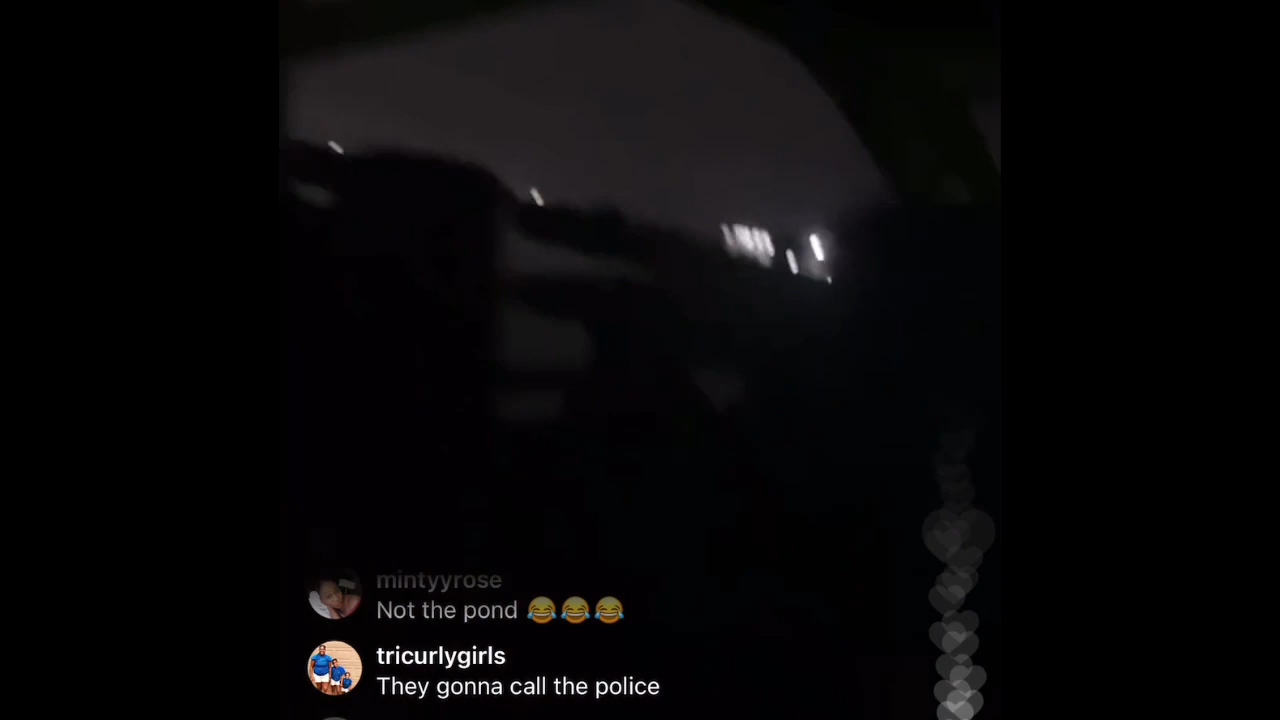 mintyyrose
Not the pond 😂😂😂
tricurlygirls
They gonna call the police